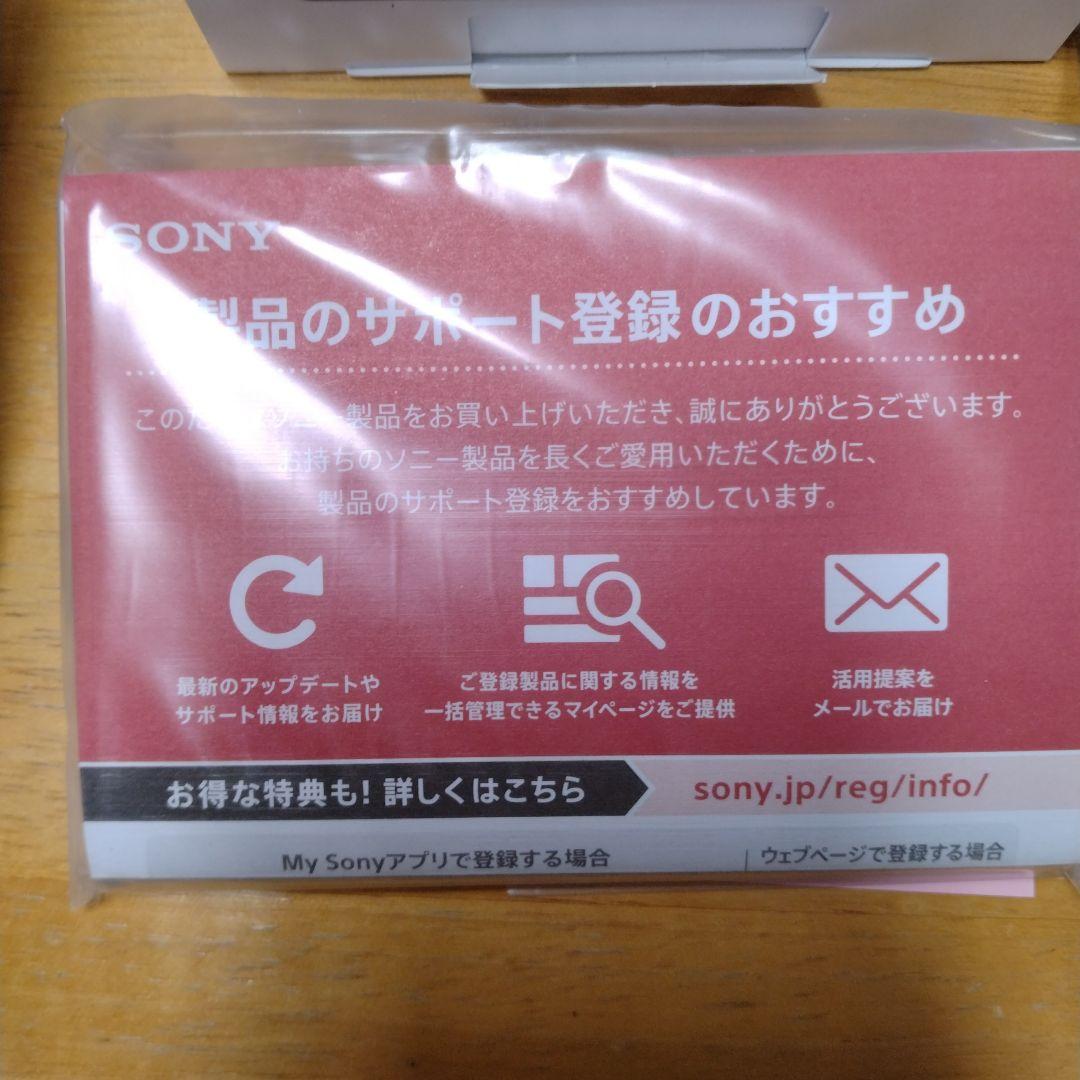 SONY
製品のサポート登録のおすすめ
このたびはソニー製品をお買い上げいただき、誠にありがとうございます。
お持ちのソニー製品を長くご愛用いただくために、
製品のサポート登録をおすすめしています。
最新のアップデートや
サポート情報をお届け
ご登録製品に関する情報を
一括管理できるマイページをご提供
活用提案を
メールでお届け
お得な特典も! 詳しくはこちら
sony.jp/reg/info/
My Sonyアプリで登録する場合
ウェブページで登録する場合